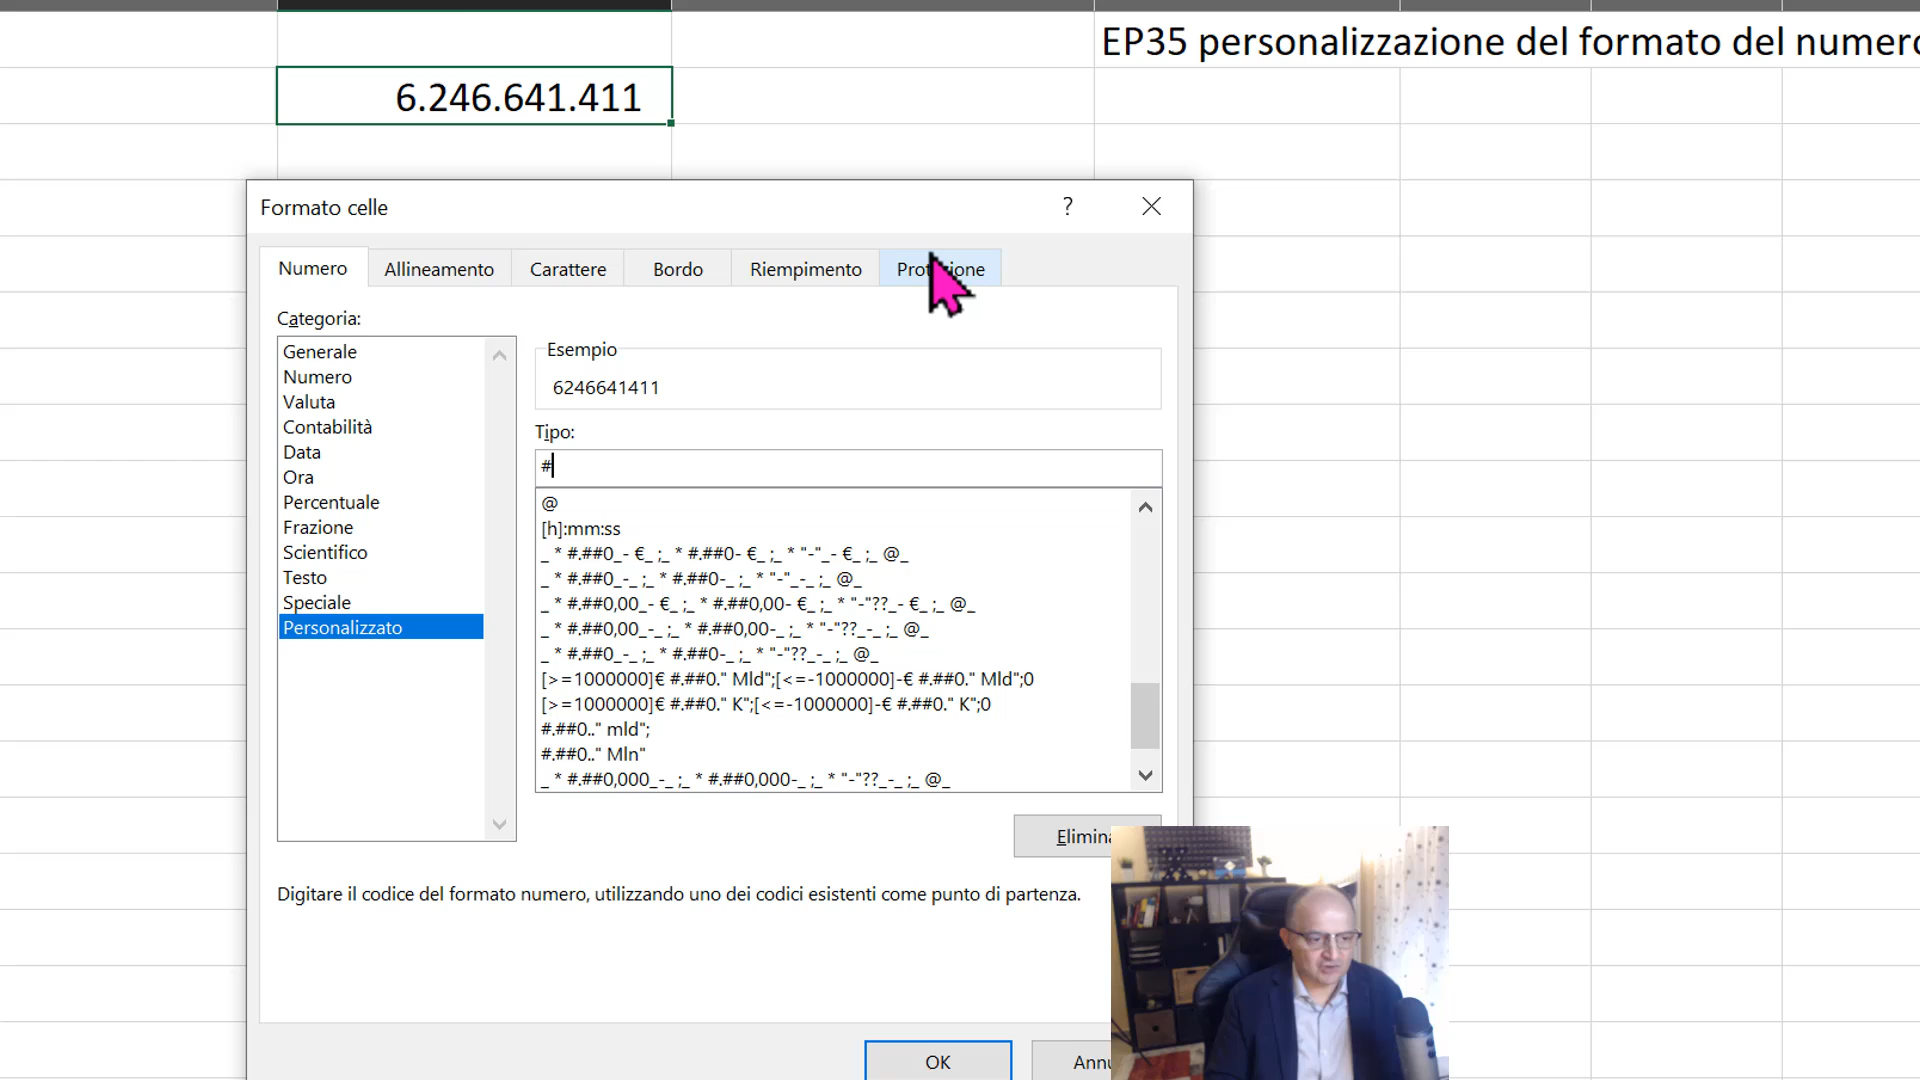 EP35 personalizzazione del formato del numero
6.246.641.411
Formato celle
?
Numero
Allineamento
Carattere
Bordo
Riempimento
Categoria:
Generale
Numero
Valuta
Contabilità
Data
Ora
Percentuale
Frazione
Scientifico
Testo
Speciale
Personalizzato
Esempio
6246641411
Tipo:
#
@
[h]:mm:ss
_ * #.##0_- €_ ;_ * #.##0- €_ ;_ * "-"_- €_ ;_ @_
_ * #.##0_-_ ;_ * #.##0-_ ;_ * "-"_-_ ;_ @_
_ * #.##0,00_- €_ ;_ * #.##0,00- €_ ;_ * "-"??_- €_ ;_ @_
_ * #.##0,00_-_ ;_ * #.##0,00-_ ;_ * "-"??_-_ ;_ @_
_ * #.##0_-_ ;_ * #.##0-_ ;_ * "-"??_-_ ;_ @_
[>=1000000]€ #.##0." Mld";[<=-1000000]-€ #.##0." Mld";0
[>=1000000]€ #.##0." K";[<=-1000000]-€ #.##0." K";0
#.##0.." mld";
#.##0.." Mln"
_ * #.##0,000_-_ ;_ * #.##0,000-_ ;_ * "-"??_-_ ;_ @_
Elimina
Digitare il codice del formato numero, utilizzando uno dei codici esistenti come punto di partenza.
OK
Annu